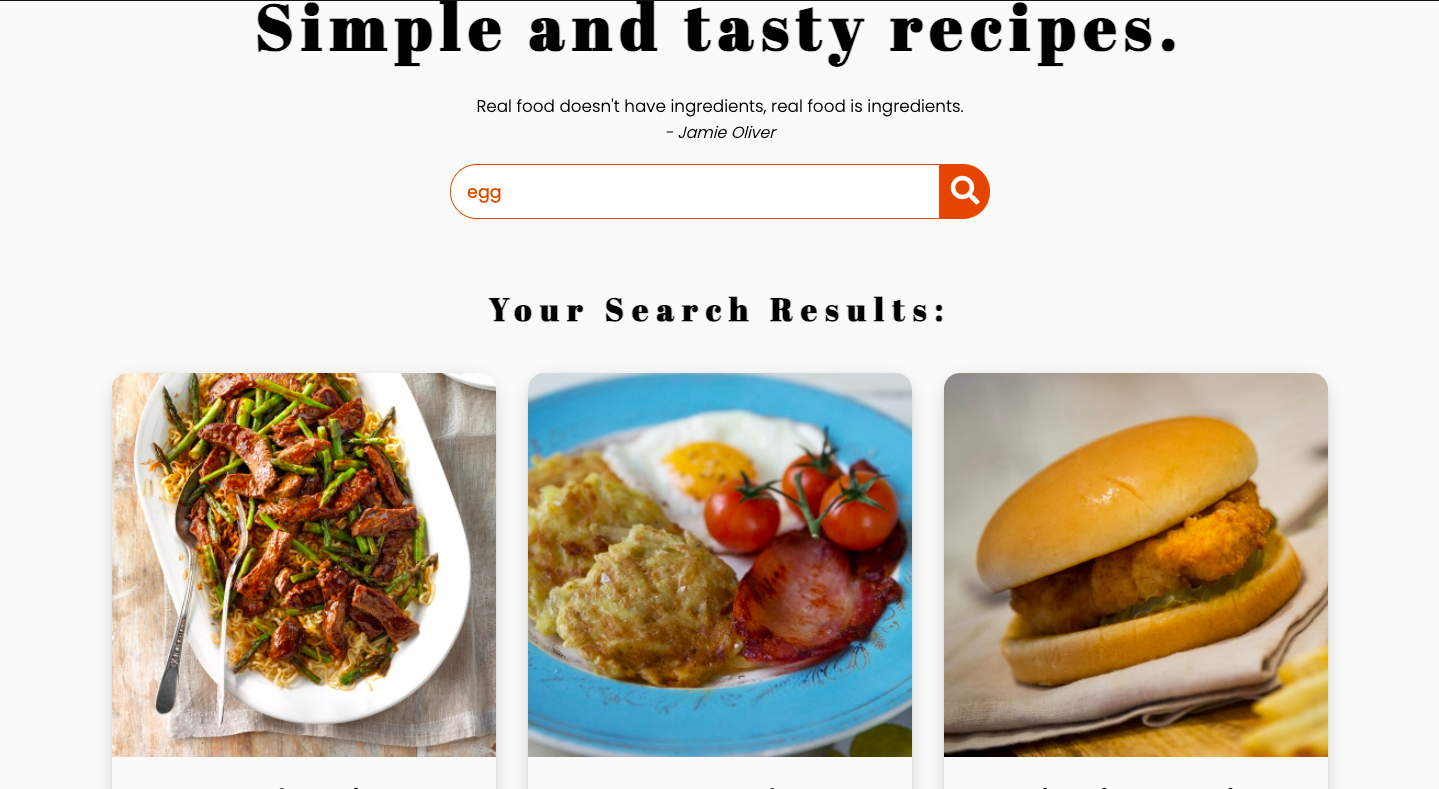 Simple and tasty recipes.
Real food doesn't have ingredients, real food is ingredients.
- Jamie Oliver
egg
Your Search Results: